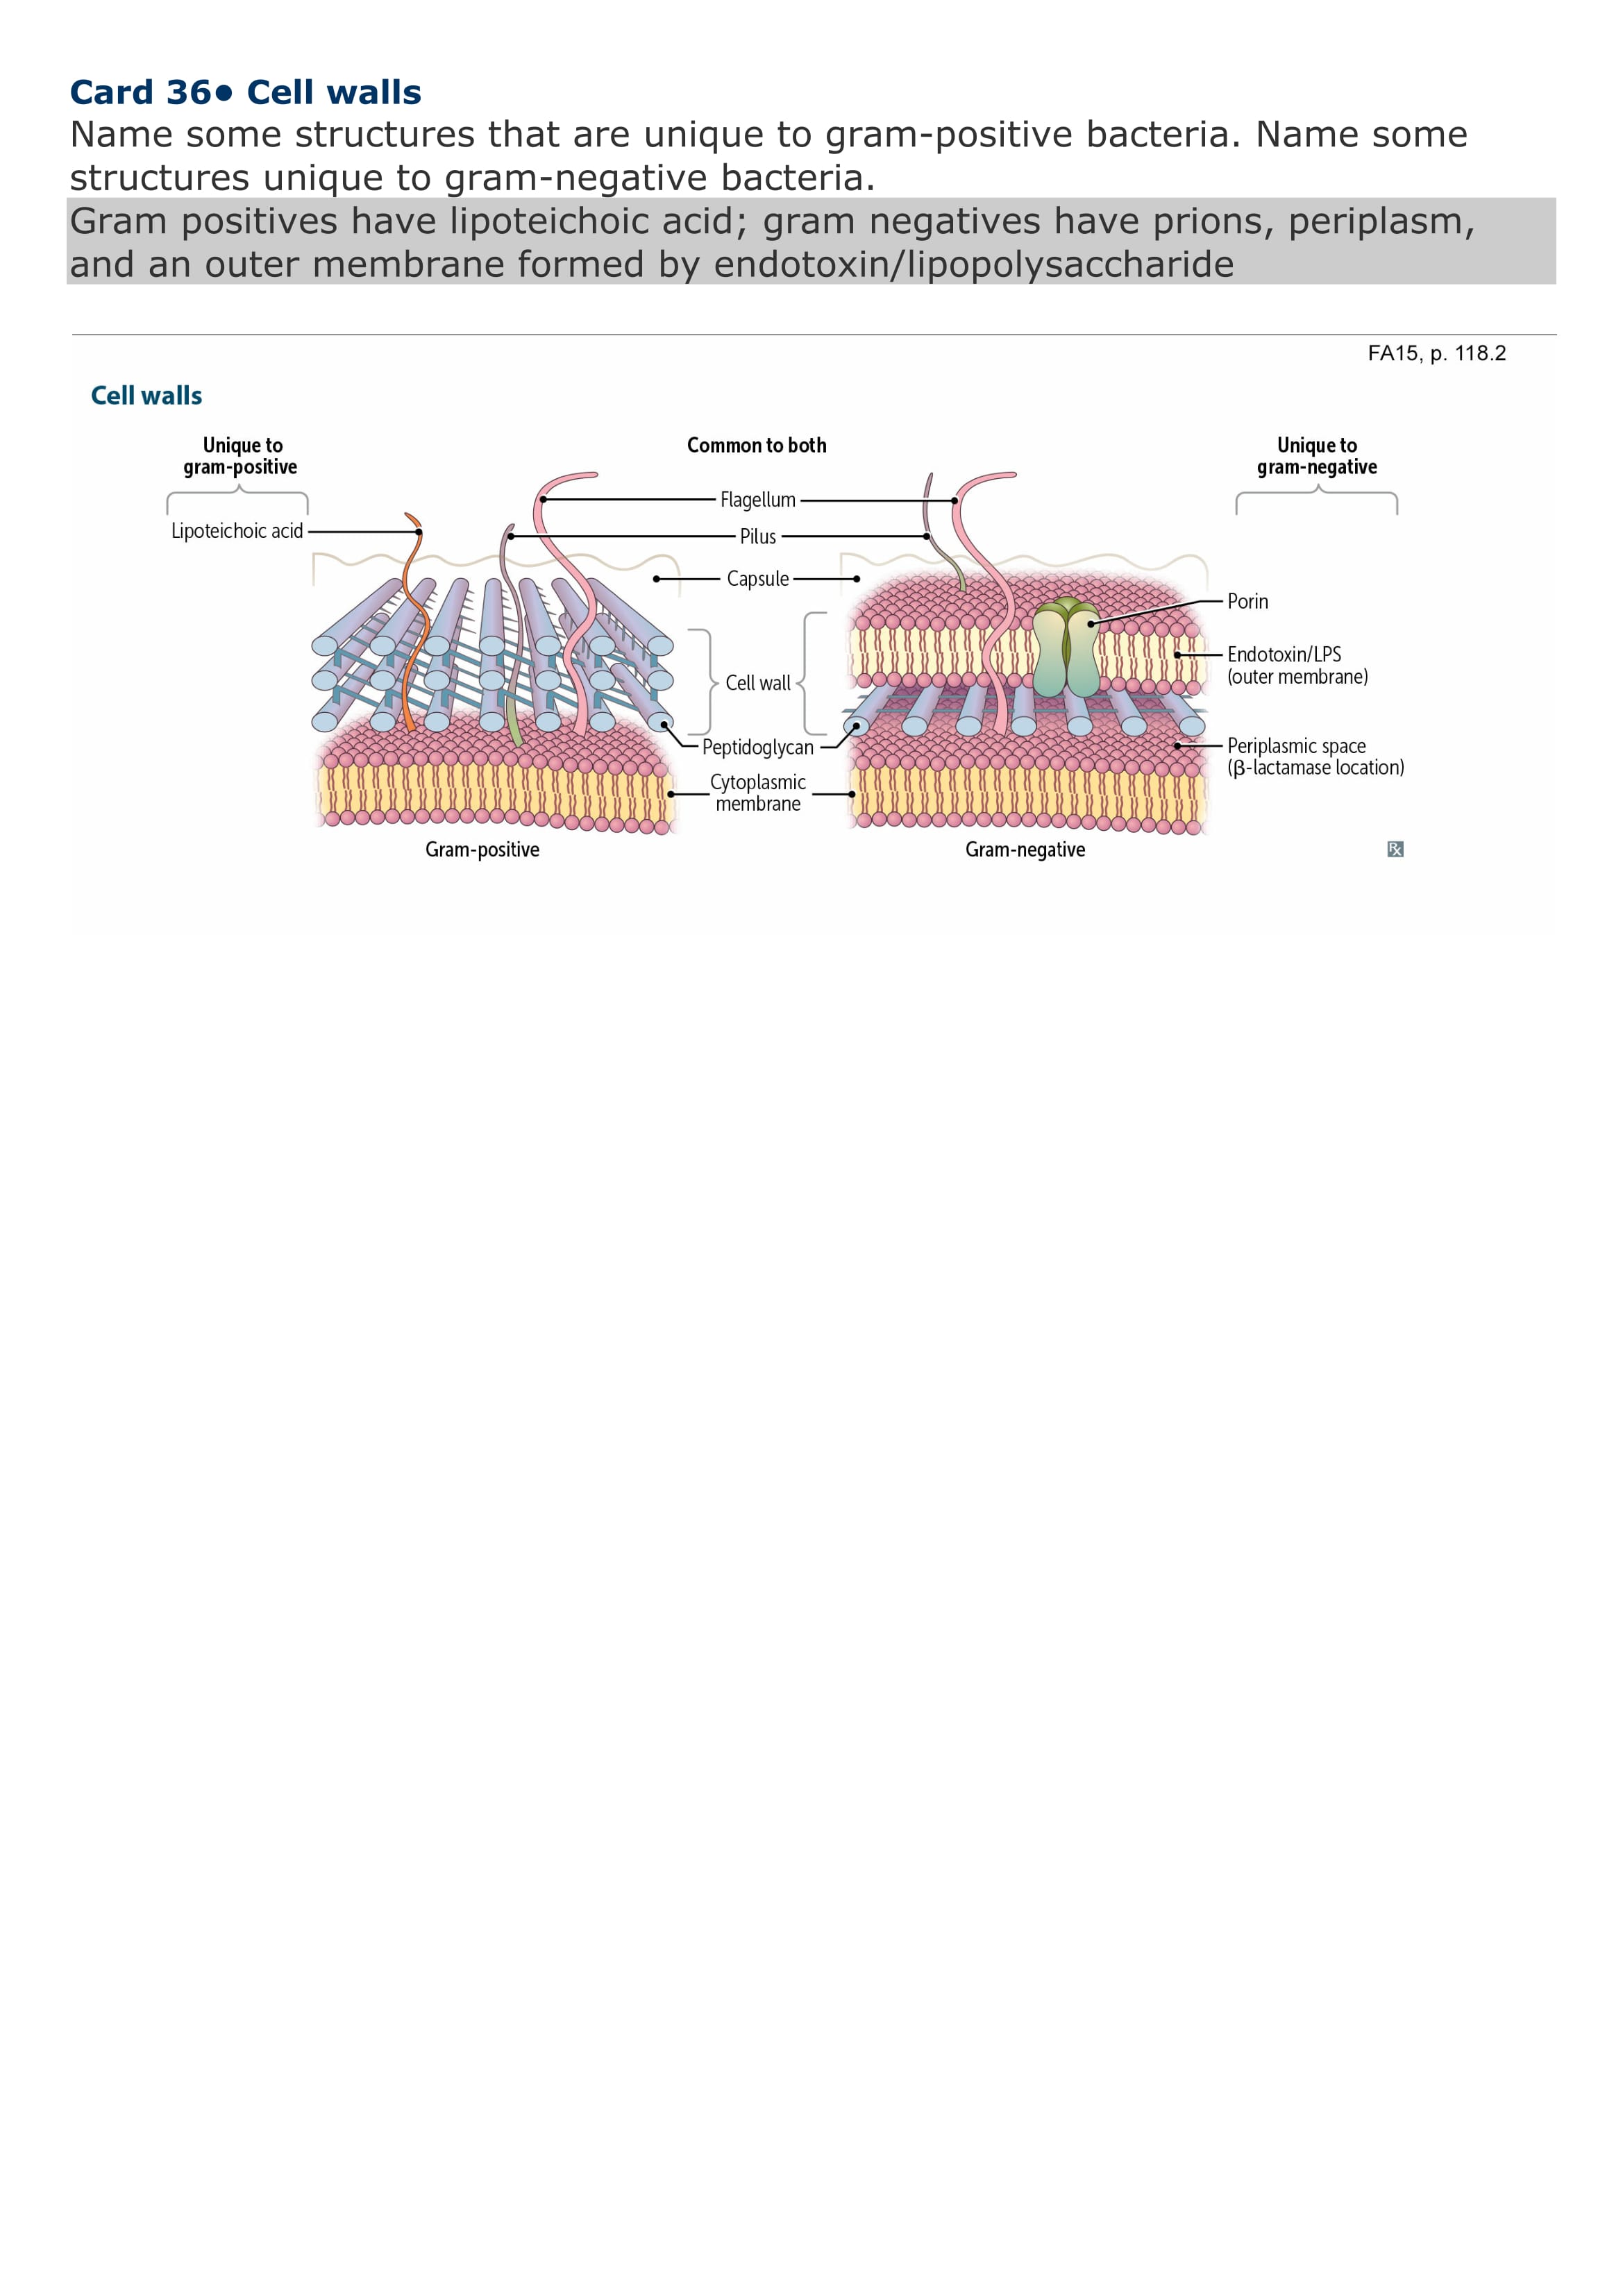 Card 36• Cell walls
Name some structures that are unique to gram-positive bacteria. Name some
structures unique to gram-negative bacteria.
Gram positives have lipoteichoic acid; gram negatives have prions, periplasm,
and an outer membrane formed by endotoxin/lipopolysaccharide
FA15, p. 118.2
Cell walls
Unique to
gram-positive
Common to both
Unique to
gram-negative
Flagellum
Lipoteichoic acid
Pilus
Capsule
Porin
Endotoxin/LPS
(outer membrane)
Cell wall
Peptidoglycan
Periplasmic space
(β-lactamase location)
Cytoplasmic
membrane
Gram-positive
Gram-negative
Rx